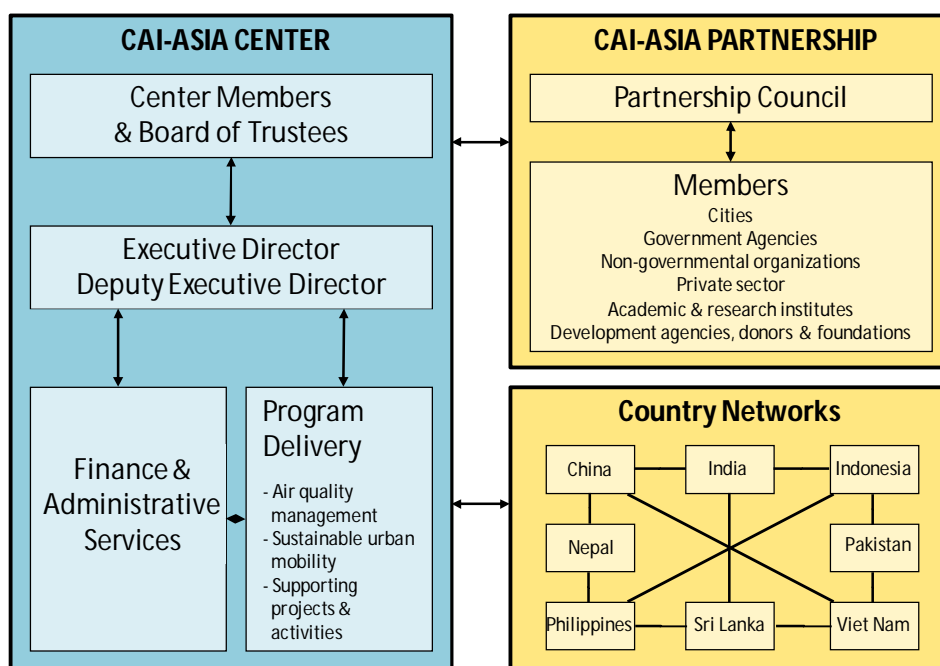 CAI-ASIA CENTER
Center Members
& Board of Trustees
Executive Director
Deputy Executive Director
Finance &
Administrative
Services
Program
Delivery
- Air quality
management
- Sustainable urban
mobility
- Supporting
projects &
activities
CAI-ASIA PARTNERSHIP
Partnership Council
Members
Cities
Government Agencies
Non-governmental organizations
Private sector
Academic & research institutes
Development agencies, donors & foundations
Country Networks
China
India
Indonesia
Nepal
Pakistan
Philippines
Sri Lanka
Viet Nam